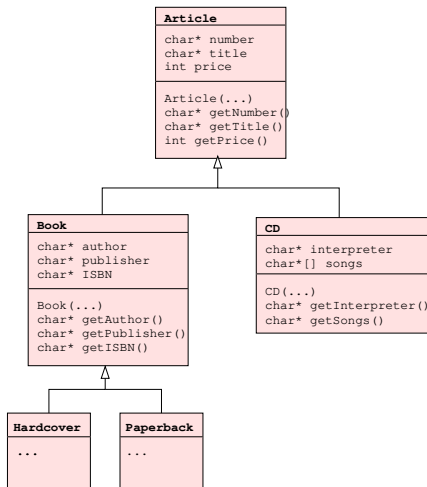 Article
char* number
char* title
int price
Article(...)
char* getNumber()
char* getTitle()
int getPrice()
Book
char* author
char* publisher
char* ISBN
Book(...)
char* getAuthor()
char* getPublisher()
char* getISBN()
CD
char* interpreter
char*[] songs
CD(...)
char* getInterpreter()
char* getSongs()
Hardcover
...
Paperback
...